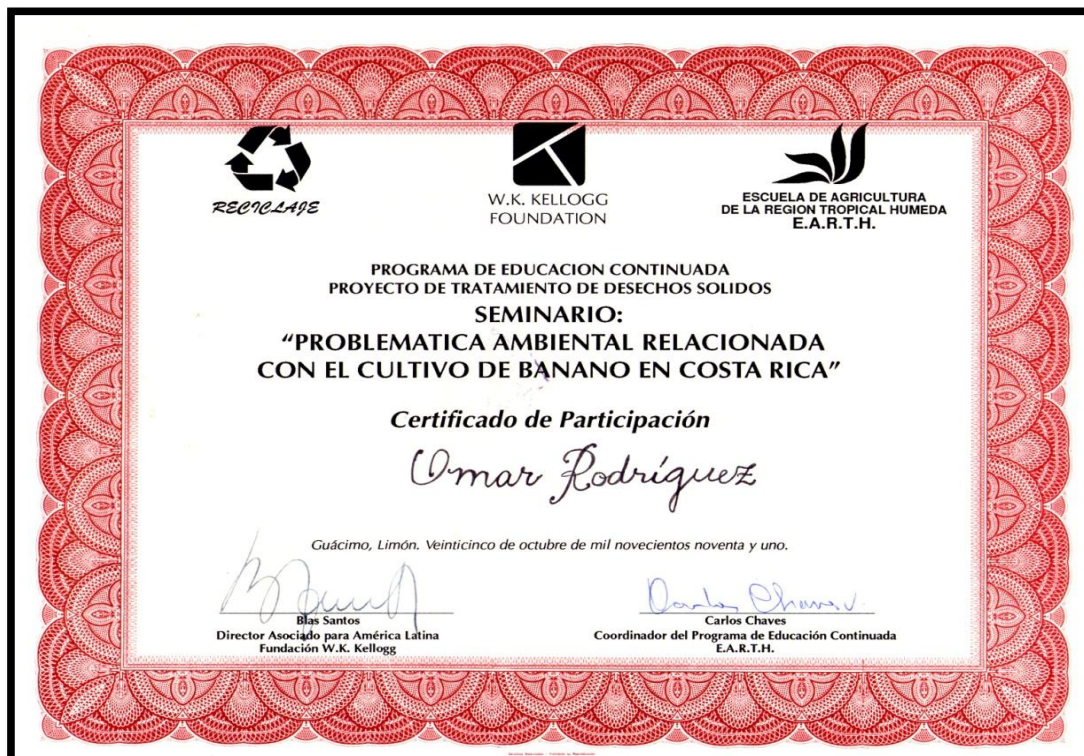 RECICLAJE
W.K. KELLOGG
FOUNDATION
ESCUELA DE AGRICULTURA
DE LA REGION TROPICAL HUMEDA
E.A.R.T.H.
PROGRAMA DE EDUCACION CONTINUADA
PROYECTO DE TRATAMIENTO DE DESECHOS SOLIDOS
SEMINARIO:
“PROBLEMATICA AMBIENTAL RELACIONADA
CON EL CULTIVO DE BANANO EN COSTA RICA”
Certificado de Participación
Omar Rodríguez
Guácimo, Limón. Veinticinco de octubre de mil novecientos noventa y uno.
Blas Santos
Director Asociado para América Latina
Fundación W.K. Kellogg
Carlos Chaves
Carlos Chaves
Coordinador del Programa de Educación Continuada
E.A.R.T.H.